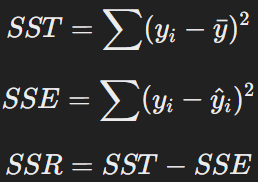 SST = ∑(yᵢ − ȳ)²
SSE = ∑(yᵢ − ŷᵢ)²
SSR = SST − SSE